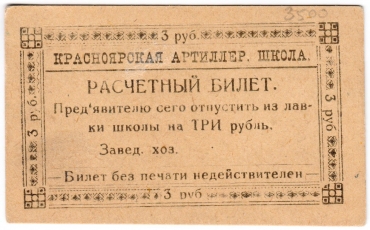 3500
3 руб.
КРАСНОЯРСКАЯ АРТИЛЛЕР. ШКОЛА.
РАСЧЕТНЫЙ БИЛЕТ.
Пред'явителю сего отпустить из лав-
ки школы на ТРИ рубль.
Завед. хоз.
Билет без печати недействителен
3 руб
3 руб.
3 руб